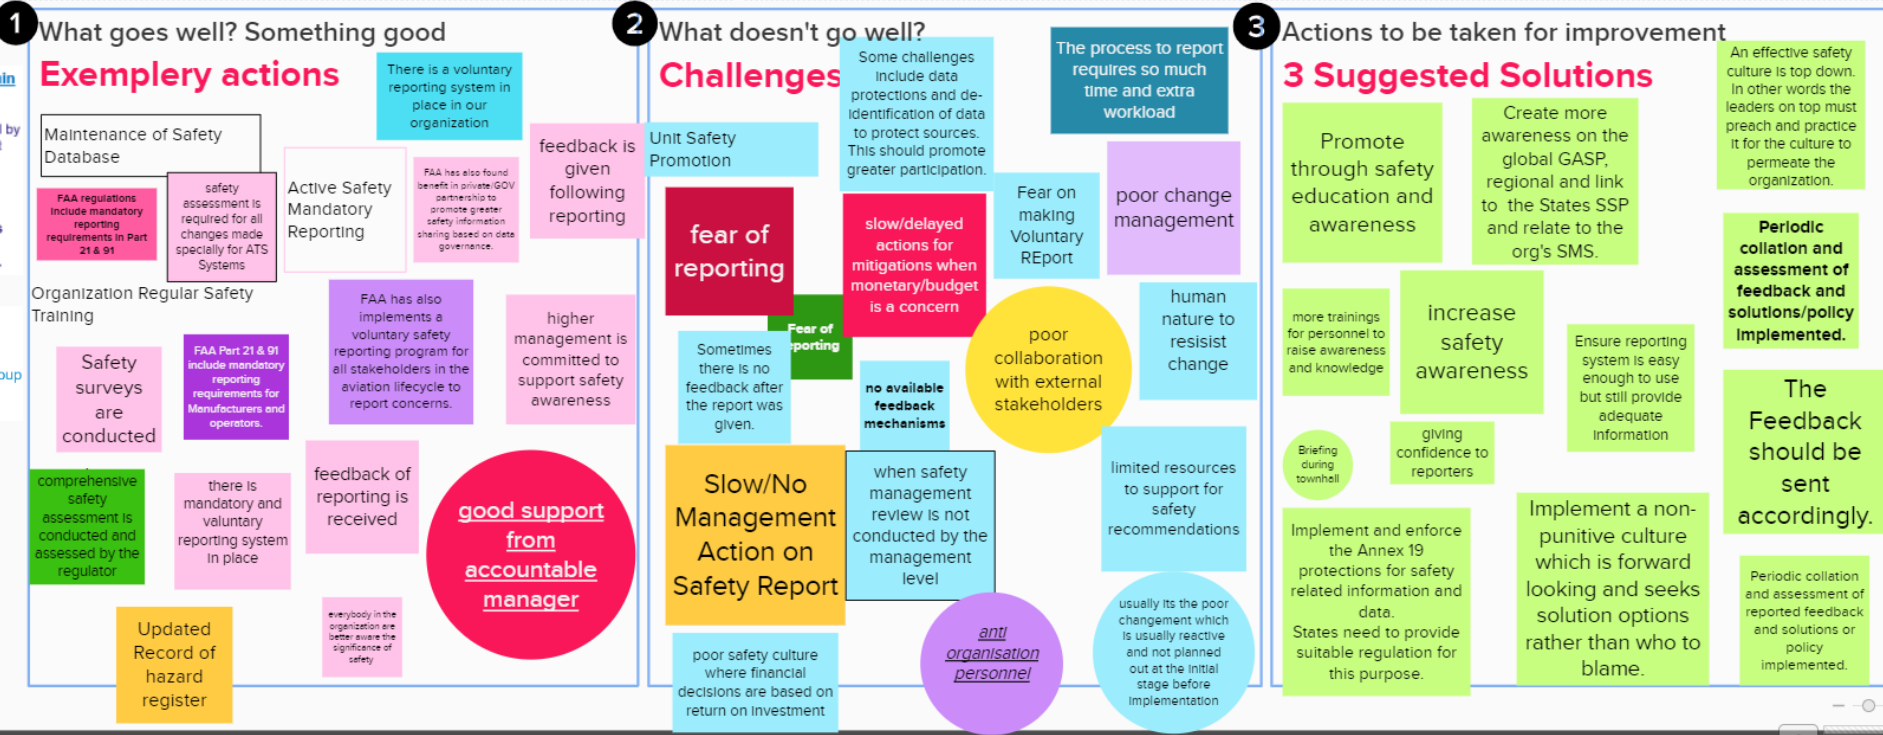 1 What goes well? Something good
Exemplery actions
There is a voluntary
reporting system in
place in our
organization
Maintenance of Safety
Database
FAA regulations
include mandatory
reporting
requirements in Part
21 & 91
safety
assessment is
required for all
changes made
specially for ATS
Systems
Active Safety
Mandatory
Reporting
FAA has also found
benefit in private/GOV
partnership to
promote greater
safety information
sharing based on data
governance.
feedback is
given
following
reporting
Organization Regular Safety
Training
Safety
surveys
are
conducted
FAA Part 21 & 91
include mandatory
reporting
requirements for
Manufacturers and
operators.
FAA has also
implements a
voluntary safety
reporting program for
all stakeholders in the
aviation lifecycle to
report concerns.
higher
management is
committed to
support safety
awareness
comprehensive
safety
assessment is
conducted and
assessed by the
regulator
there is
mandatory and
voluntary
reporting system
in place
feedback of
reporting is
received
good support
from
accountable
manager
Updated
Record of
hazard
register
everybody in the
organization are
better aware the
significance of
safety
2 What doesn't go well?
Challenges
Some challenges
include data
protections and de-
identification of data
to protect sources.
This should promote
greater participation.
The process to report
requires so much
time and extra
workload
Unit Safety
Promotion
fear of
reporting
slow/delayed
actions for
mitigations when
monetary/budget
is a concern
Fear on
making
Voluntary
REport
poor change
management
Fear of
eporting
Sometimes
there is no
feedback after
the report was
given.
no available
feedback
mechanisms
poor
collaboration
with external
stakeholders
human
nature to
resisist
change
Slow/No
Management
Action on
Safety Report
when safety
management
review is not
conducted by the
management
level
limited resources
to support for
safety
recommendations
poor safety culture
where financial
decisions are based on
return on investment
anti
organisation
personnel
usually its the poor
changement which
is usually reactive
and not planned
out at the initial
stage before
implementation
3 Actions to be taken for improvement
3 Suggested Solutions
An effective safety
culture is top down.
In other words the
leaders on top must
preach and practice
it for the culture to
permeate the
organization.
Promote
through safety
education and
awareness
Create more
awareness on the
global GASP,
regional and link
to the States SSP
and relate to the
org's SMS.
Periodic
collation and
assessment of
feedback and
solutions/policy
implemented.
more trainings
for personnel to
raise awareness
and knowledge
increase
safety
awareness
Ensure reporting
system is easy
enough to use
but still provide
adequate
information
The
Feedback
should be
sent
accordingly.
Briefing
during
townhall
giving
confidence to
reporters
Implement and enforce
the Annex 19
protections for safety
related information and
data.
States need to provide
suitable regulation for
this purpose.
Implement a non-
punitive culture
which is forward
looking and seeks
solution options
rather than who to
blame.
Periodic collation
and assessment of
reported feedback
and solutions or
policy
implemented.